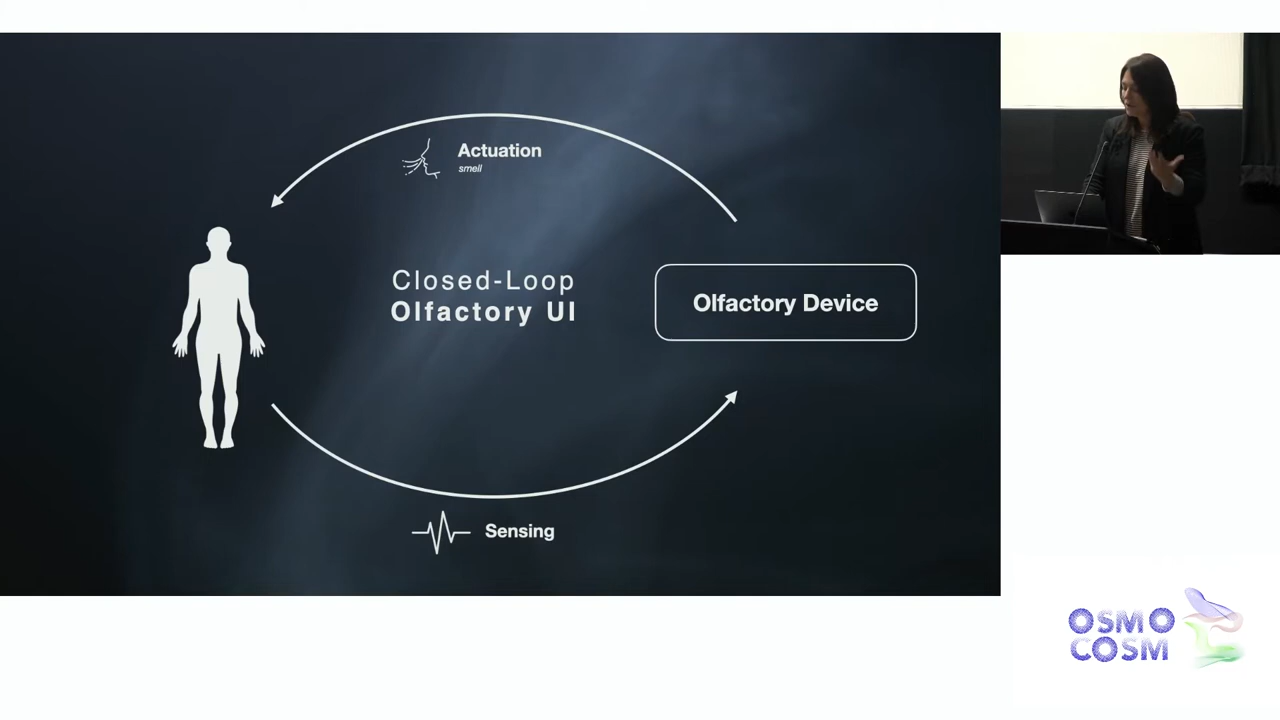 Actuation
smell
Closed-Loop
Olfactory UI
Olfactory Device
Sensing
OSMO
COSM